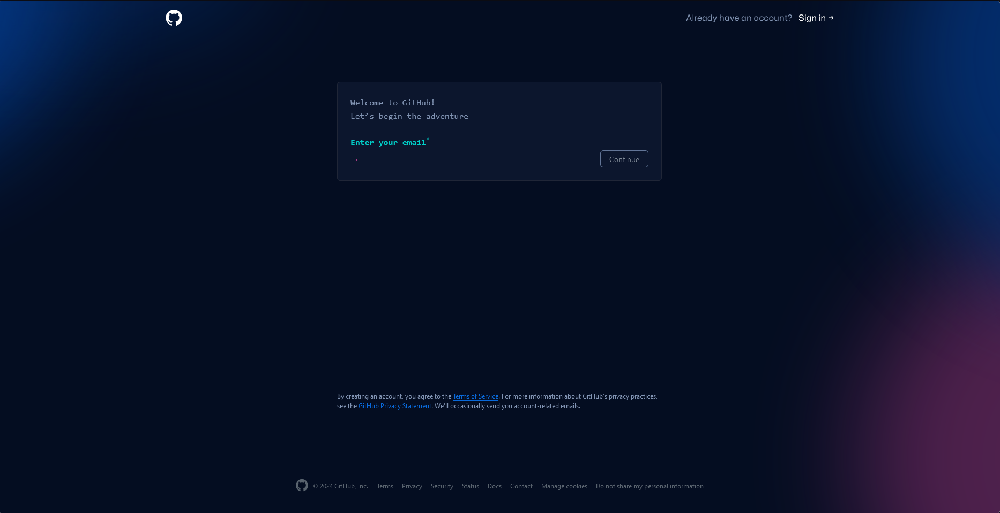 Already have an account? Sign in →
Welcome to GitHub!
Let’s begin the adventure
Enter your email*
→
Continue
By creating an account, you agree to the Terms of Service. For more information about GitHub's privacy practices,
see the GitHub Privacy Statement. We'll occasionally send you account-related emails.
© 2024 GitHub, Inc. Terms Privacy Security Status Docs Contact Manage cookies Do not share my personal information